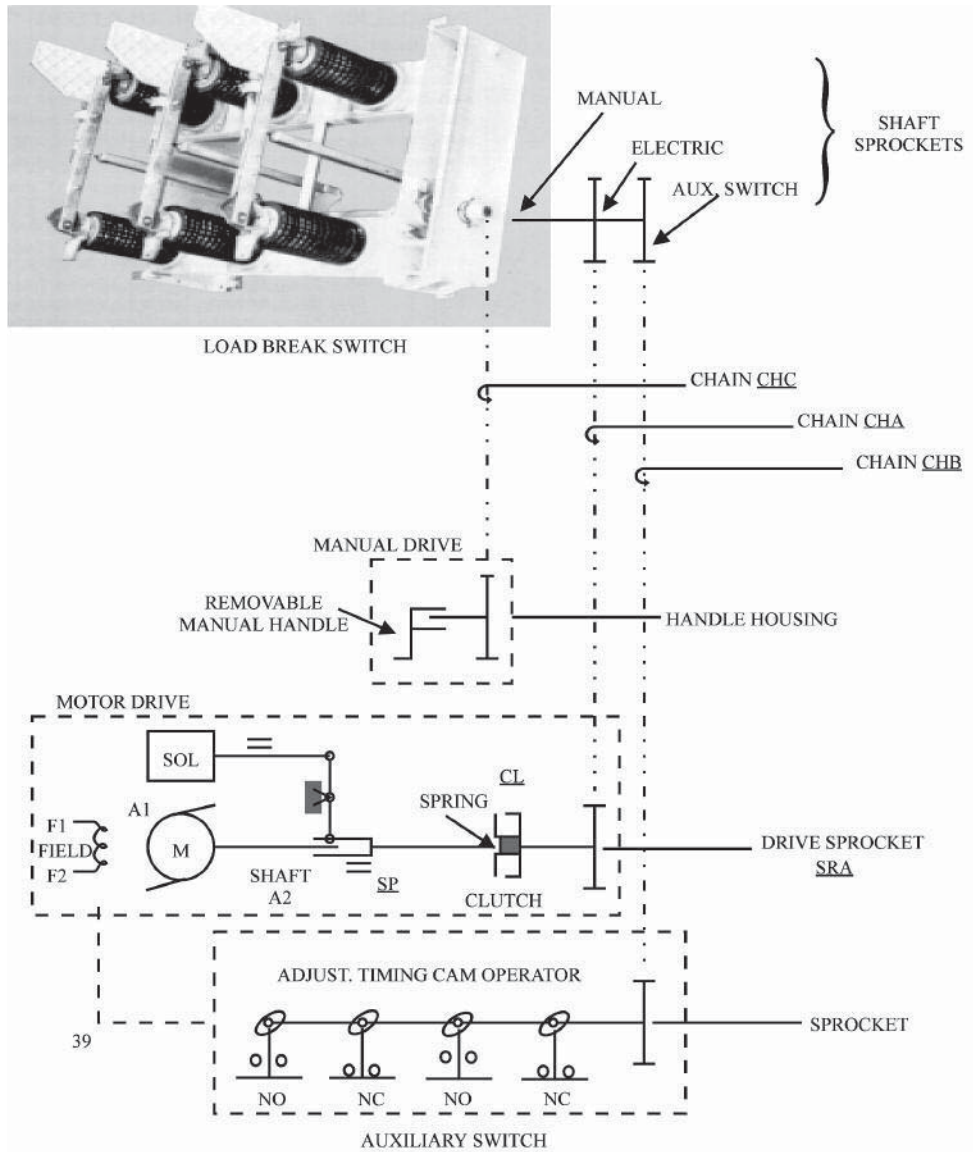 MANUAL
ELECTRIC
AUX. SWITCH
SHAFT
SPROCKETS
LOAD BREAK SWITCH
CHAIN CHC
CHAIN CHA
CHAIN CHB
MANUAL DRIVE
REMOVABLE
MANUAL HANDLE
HANDLE HOUSING
MOTOR DRIVE
SOL
CL
SPRING
A1
F1
FIELD
F2
M
SHAFT
A2
SP
CLUTCH
DRIVE SPROCKET
SRA
ADJUST. TIMING CAM OPERATOR
SPROCKET
39
NO
NC
NO
NC
AUXILIARY SWITCH